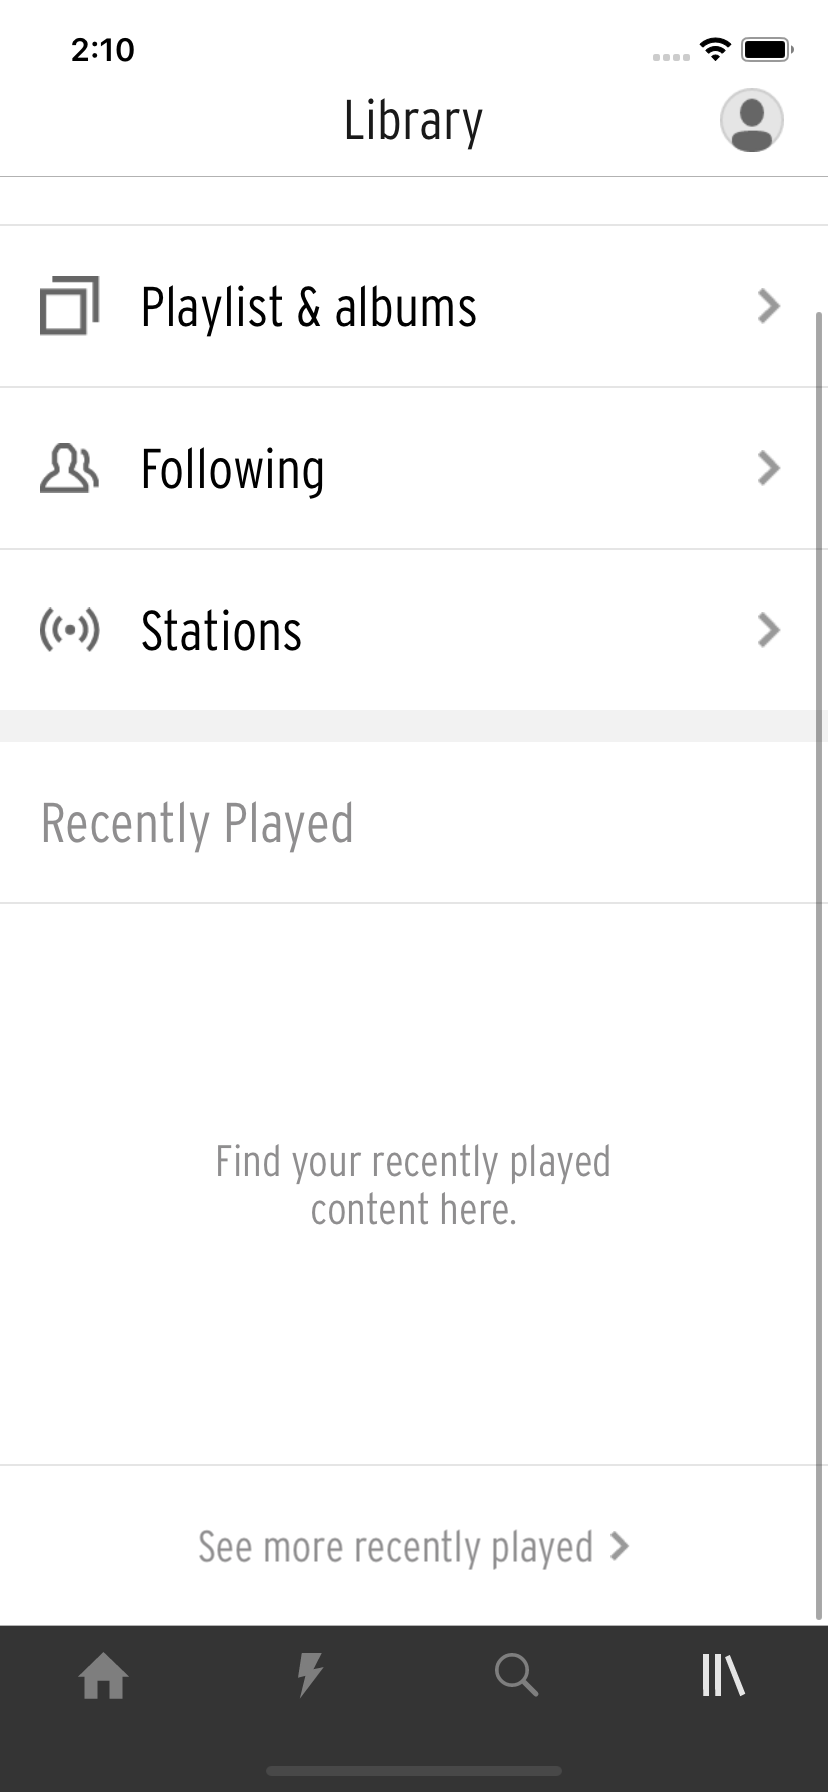 2:10
Library
Playlist & albums
Following
Stations
Recently Played
Find your recently played
content here.
See more recently played